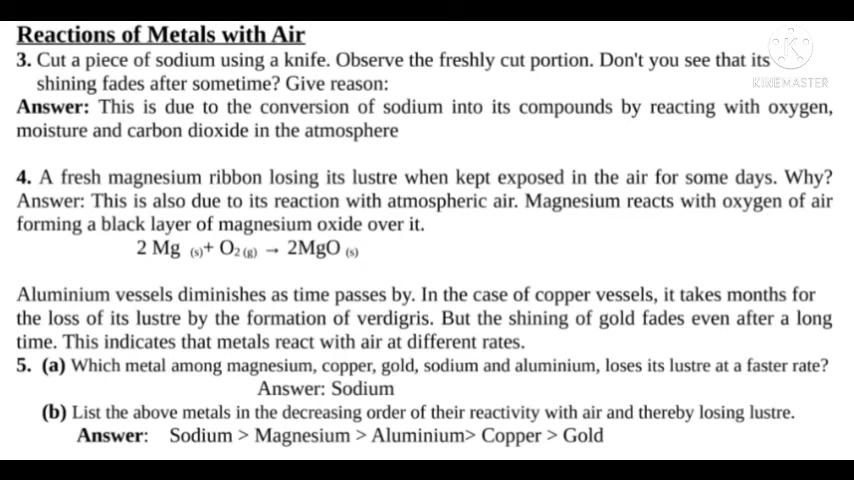 Reactions of Metals with Air
3. Cut a piece of sodium using a knife. Observe the freshly cut portion. Don't you see that its
shining fades after sometime? Give reason:
Answer: This is due to the conversion of sodium into its compounds by reacting with oxygen,
moisture and carbon dioxide in the atmosphere
4. A fresh magnesium ribbon losing its lustre when kept exposed in the air for some days. Why?
Answer: This is also due to its reaction with atmospheric air. Magnesium reacts with oxygen of air
forming a black layer of magnesium oxide over it.
2 Mg (s)+ O2 (g) → 2MgO (s)
Aluminium vessels diminishes as time passes by. In the case of copper vessels, it takes months for
the loss of its lustre by the formation of verdigris. But the shining of gold fades even after a long
time. This indicates that metals react with air at different rates.
5. (a) Which metal among magnesium, copper, gold, sodium and aluminium, loses its lustre at a faster rate?
Answer: Sodium
(b) List the above metals in the decreasing order of their reactivity with air and thereby losing lustre.
Answer: Sodium > Magnesium > Aluminium> Copper > Gold
K
KINEMASTER